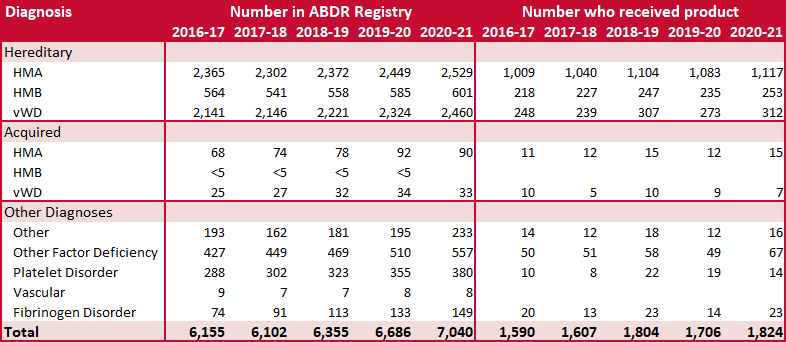 Diagnosis Number in ABDR Registry Number who received product
2016-17 2017-18 2018-19 2019-20 2020-21 2016-17 2017-18 2018-19 2019-20 2020-21
Hereditary
HMA 2,365 2,302 2,372 2,449 2,529 1,009 1,040 1,104 1,083 1,117
HMB 564 541 558 585 601 218 227 247 235 253
vWD 2,141 2,146 2,221 2,324 2,460 248 239 307 273 312
Acquired
HMA 68 74 78 92 90 11 12 15 12 15
HMB <5 <5 <5 <5
vWD 25 27 32 34 33 10 5 10 9 7
Other Diagnoses
Other 193 162 181 195 233 14 12 18 12 16
Other Factor Deficiency 427 449 469 510 557 50 51 58 49 67
Platelet Disorder 288 302 323 355 380 10 8 22 19 14
Vascular 9 7 7 8 8
Fibrinogen Disorder 74 91 113 133 149 20 13 23 14 23
Total 6,155 6,102 6,355 6,686 7,040 1,590 1,607 1,804 1,706 1,824